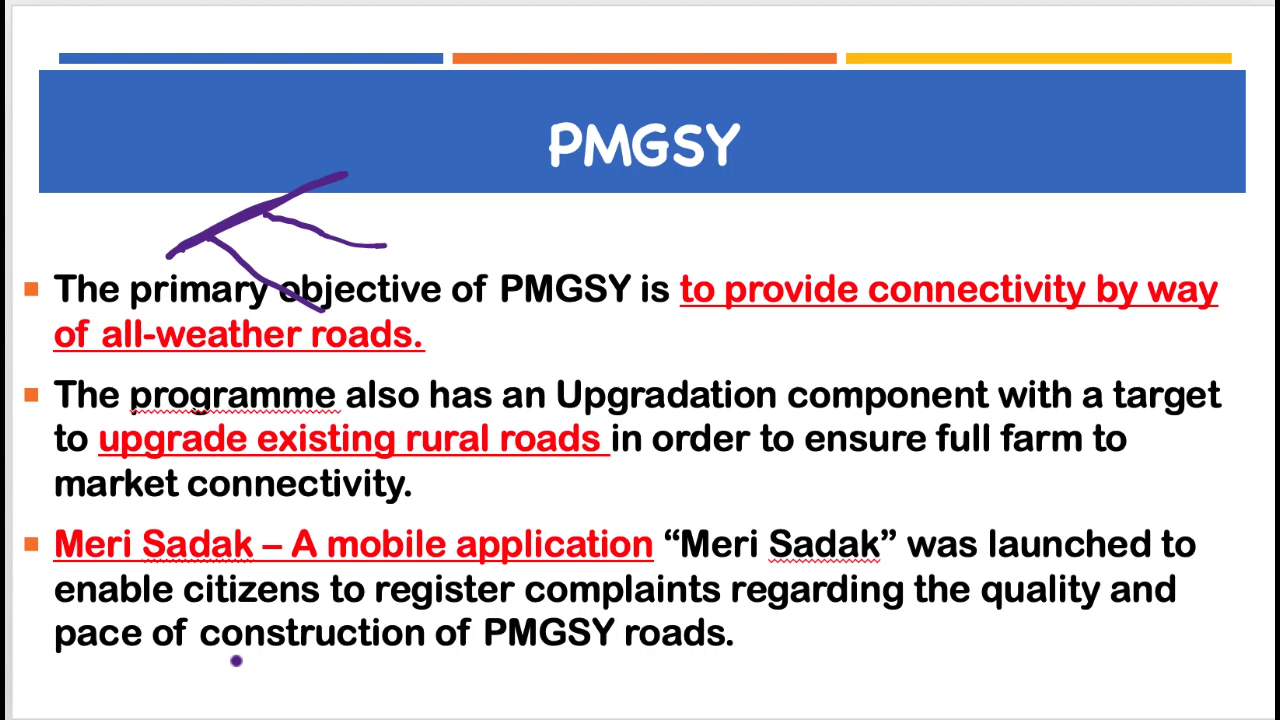 PMGSY
The primary objective of PMGSY is to provide connectivity by way
of all-weather roads.
The programme also has an Upgradation component with a target
to upgrade existing rural roads in order to ensure full farm to
market connectivity.
Meri Sadak – A mobile application “Meri Sadak” was launched to
enable citizens to register complaints regarding the quality and
pace of construction of PMGSY roads.